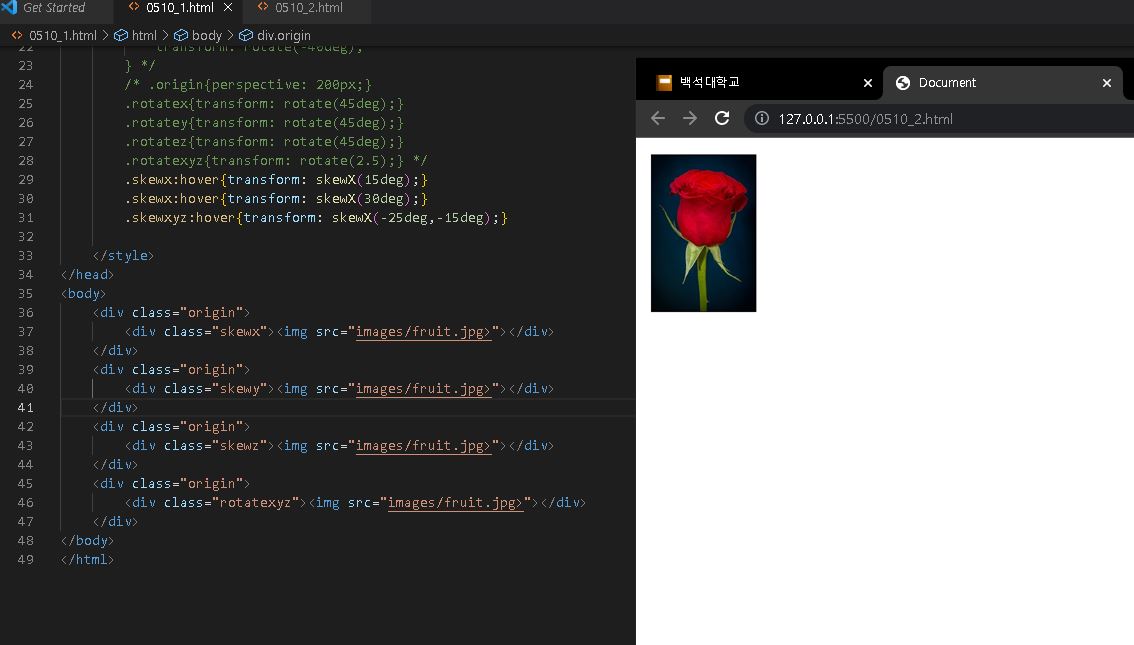 Get Started
0510_1.html
0510_2.html
0510_1.html > html > body > div.origin
22 transform: rotate(-40deg);
23 } */
24 /* .origin{perspective: 200px;}
25 .rotatex{transform: rotate(45deg);}
26 .rotatey{transform: rotate(45deg);}
27 .rotatez{transform: rotate(45deg);}
28 .rotatexyz{transform: rotate(2.5);} */
29 .skewx:hover{transform: skewX(15deg);}
30 .skewx:hover{transform: skewX(30deg);}
31 .skewxyz:hover{transform: skewX(-25deg,-15deg);}
32
33 </style>
34 </head>
35 <body>
36 <div class="origin">
37 <div class="skewx"><img src="images/fruit.jpg>"></div>
38 </div>
39 <div class="origin">
40 <div class="skewy"><img src="images/fruit.jpg>"></div>
41 </div>
42 <div class="origin">
43 <div class="skewz"><img src="images/fruit.jpg>"></div>
44 </div>
45 <div class="origin">
46 <div class="rotatexyz"><img src="images/fruit.jpg>"></div>
47 </div>
48 </body>
49 </html>
백석대학교
Document
127.0.0.1:5500/0510_2.html